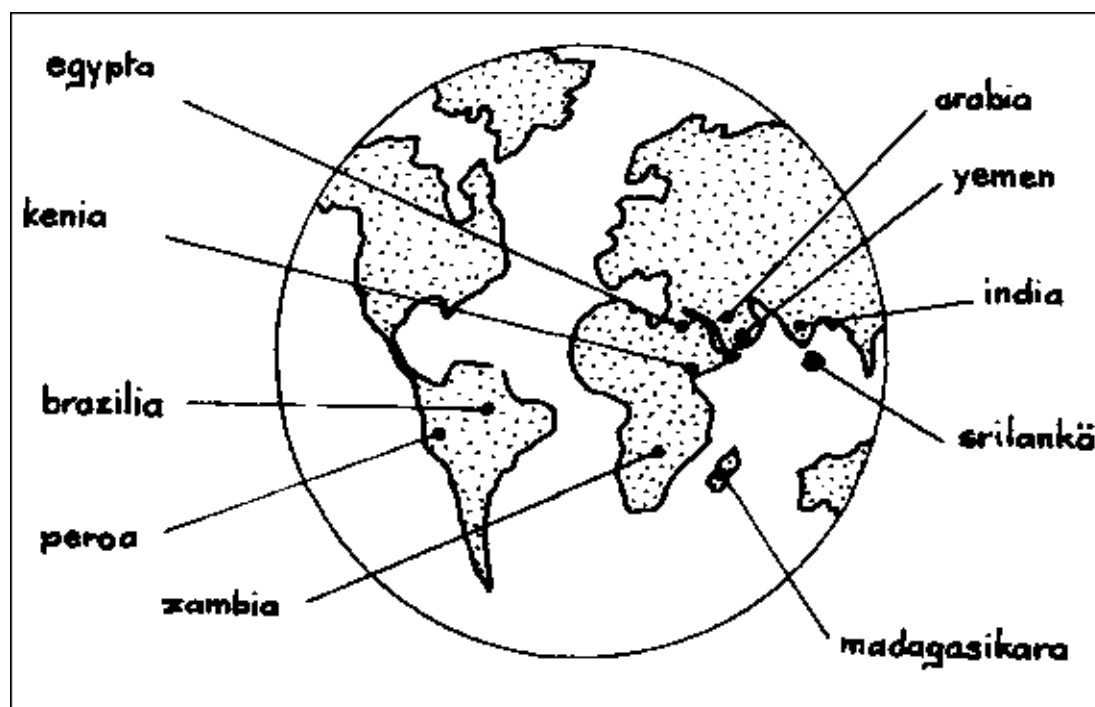 egypta
arabia
yemen
kenia
india
brazilia
srilankä
peroa
zambia
madagasikara